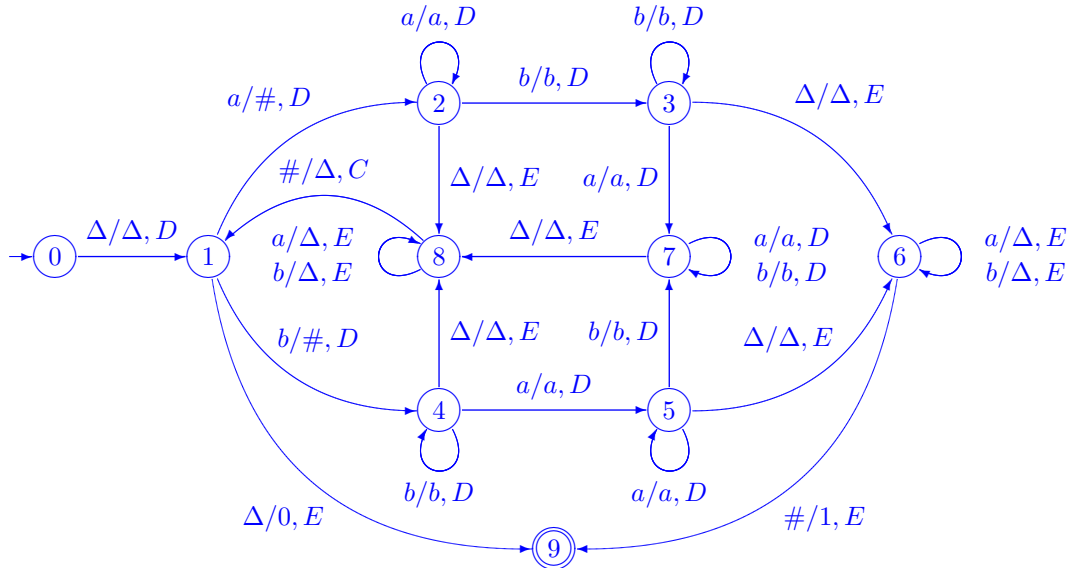 a/a, D
b/b, D
b/b, D
a/#, D
2
3
Δ/Δ, E
#/Δ, C
Δ/Δ, E
a/a, D
Δ/Δ, D
a/Δ, E
b/Δ, E
Δ/Δ, E
a/a, D
b/b, D
a/Δ, E
b/Δ, E
0
1
8
7
6
b/#, D
Δ/Δ, E
b/b, D
Δ/Δ, E
a/a, D
4
5
b/b, D
a/a, D
Δ/0, E
#/1, E
9